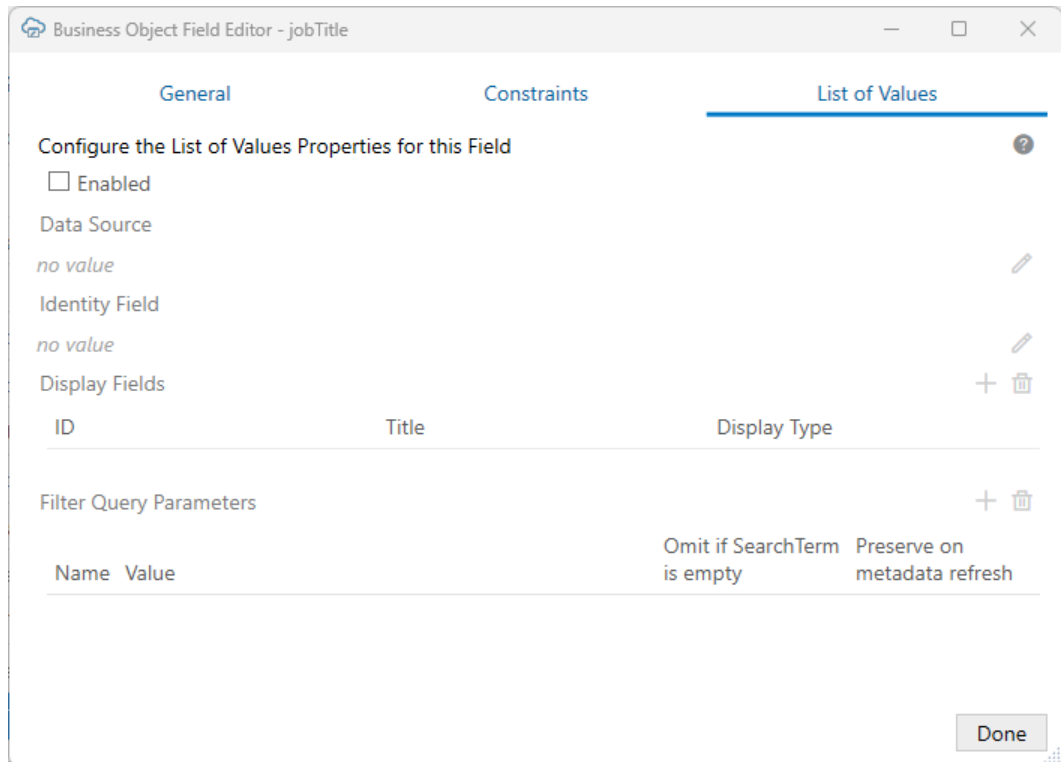 Business Object Field Editor - jobTitle
General Constraints List of Values
Configure the List of Values Properties for this Field
Enabled
Data Source
no value
Identity Field
no value
Display Fields
ID Title Display Type
Filter Query Parameters
Name Value Omit if SearchTerm is empty Preserve on metadata refresh
Done